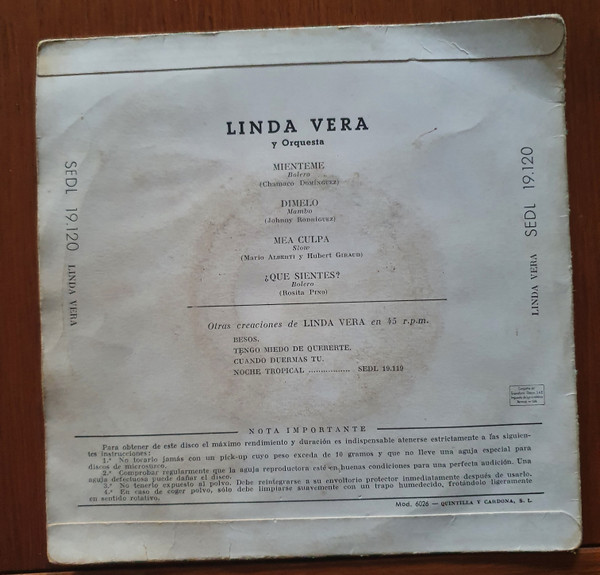 LINDA VERA
y Orquesta
MIENTEME
Bolero
(Chamaco DOMÍNGUEZ)
DIMELO
Mambo
(Johnny RODRÍGUEZ)
MEA CULPA
Slow
(Mario ALBERTI y Hubert GIRAUD)
¿QUE SIENTES?
Bolero
(Rosita PINO)
Otras creaciones de LINDA VERA en 45 r.p.m.
BESOS.
TENGO MIEDO DE QUERERTE.
CUANDO DUERMAS TU.
NOCHE TROPICAL ................. SEDL 19.119
SEDL 19.120 LINDA VERA
LINDA VERA SEDL 19.120
NOTA IMPORTANTE
Para obtener de este disco el máximo rendimiento y duración es indispensable atenerse estrictamente a las siguien-
tes instrucciones:
1.ª No tocarlo jamás con un pick-up cuyo peso exceda de 10 gramos y que no lleve una aguja especial para
discos de microsurco.
2.ª Comprobar regularmente que la aguja reproductora esté en buenas condiciones para una perfecta audición. Una
aguja defectuosa puede dañar el disco.
3.ª No tenerlo expuesto al polvo. Debe reintegrarse a su envoltorio protector inmediatamente después de usarlo.
4.ª En caso de coger polvo, sólo debe limpiarse suavemente con un trapo humedecido, frotándolo ligeramente
en sentido rotativo.
Mod. 6026 - QUINTILLA Y CARDONA, S. L.